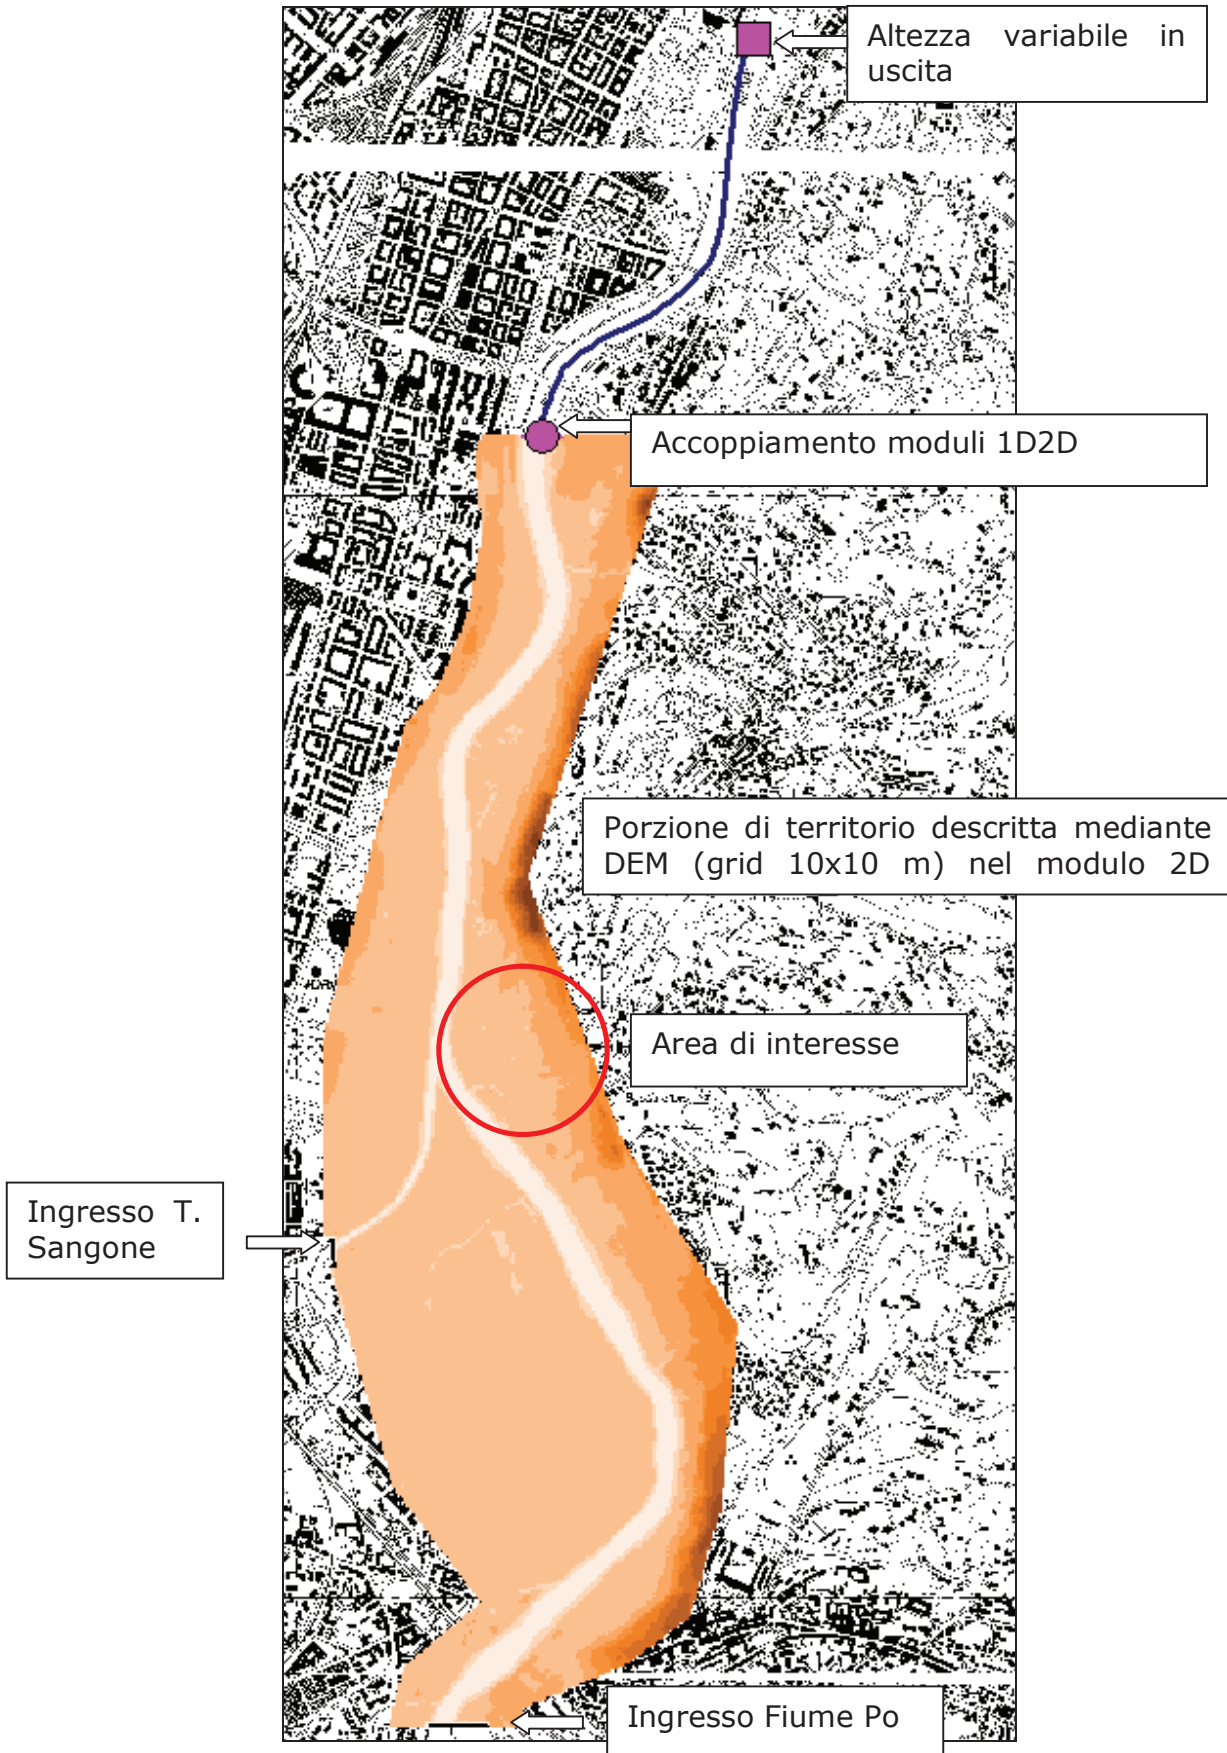 Altezza variabile in
uscita
Accoppiamento moduli 1D2D
Porzione di territorio descritta mediante
DEM (grid 10x10 m) nel modulo 2D
Area di interesse
Ingresso T.
Sangone
Ingresso Fiume Po